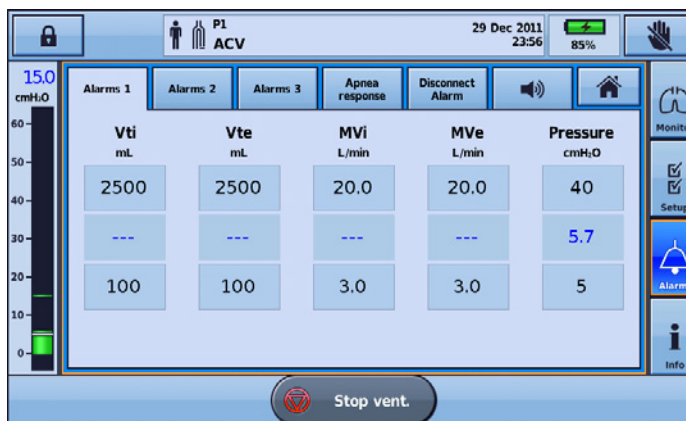 P1
ACV
29 Dec 2011
23:56
85%
15.0
cmH₂O
60
50
40
30
20
10
0
Alarms 1
Alarms 2
Alarms 3
Apnea
response
Disconnect
Alarm
Vti
Vte
MVi
MVe
Pressure
mL
mL
L/min
L/min
cmH₂O
2500
2500
20.0
20.0
40
---
---
---
---
5.7
100
100
3.0
3.0
5
Monito
Setup
Alarm
Info
Stop vent.